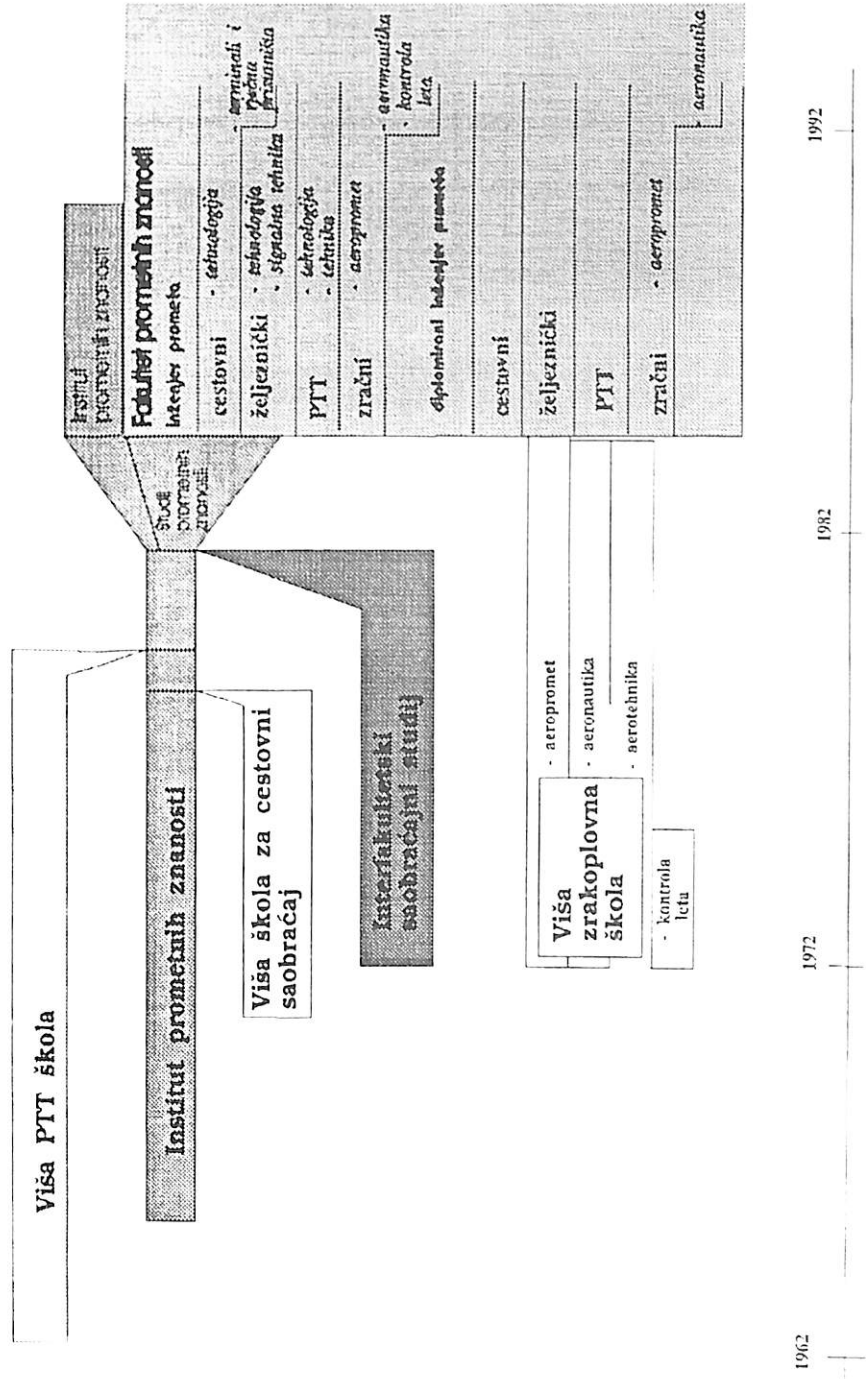 Viša PTT škola
Institut prometnih znanosti
Viša škola za cestovni
saobraćaj
Interfakultetski
saobraćajni studij
Viša
zrakoplovna
škola
- aeropromet
- aeronautika
- aerotehnika
- kontrola
leta
Studij
prometnih
znanosti
Institut
prometnih znanosti
Fakultet prometnih znanosti
Inženjer prometa
cestovni
- tehnologija
željeznički
- tehnologija
- signalna tehnika
- terminali i
riječna
pristaništa
PTT
- tehnologija
- tehnika
zračni
- aeropromet
- aeronautika
- kontrola
leta
diplomirani inženjer prometa
cestovni
željeznički
PTT
zračni
- aeropromet
- aeronautika
1962
1972
1982
1992